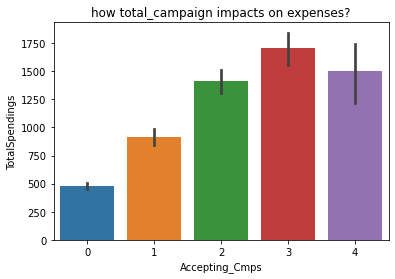 how total_campaign impacts on expenses?
TotalSpendings
1750
1500
1250
1000
750
500
250
0
0 1 2 3 4
Accepting_Cmps